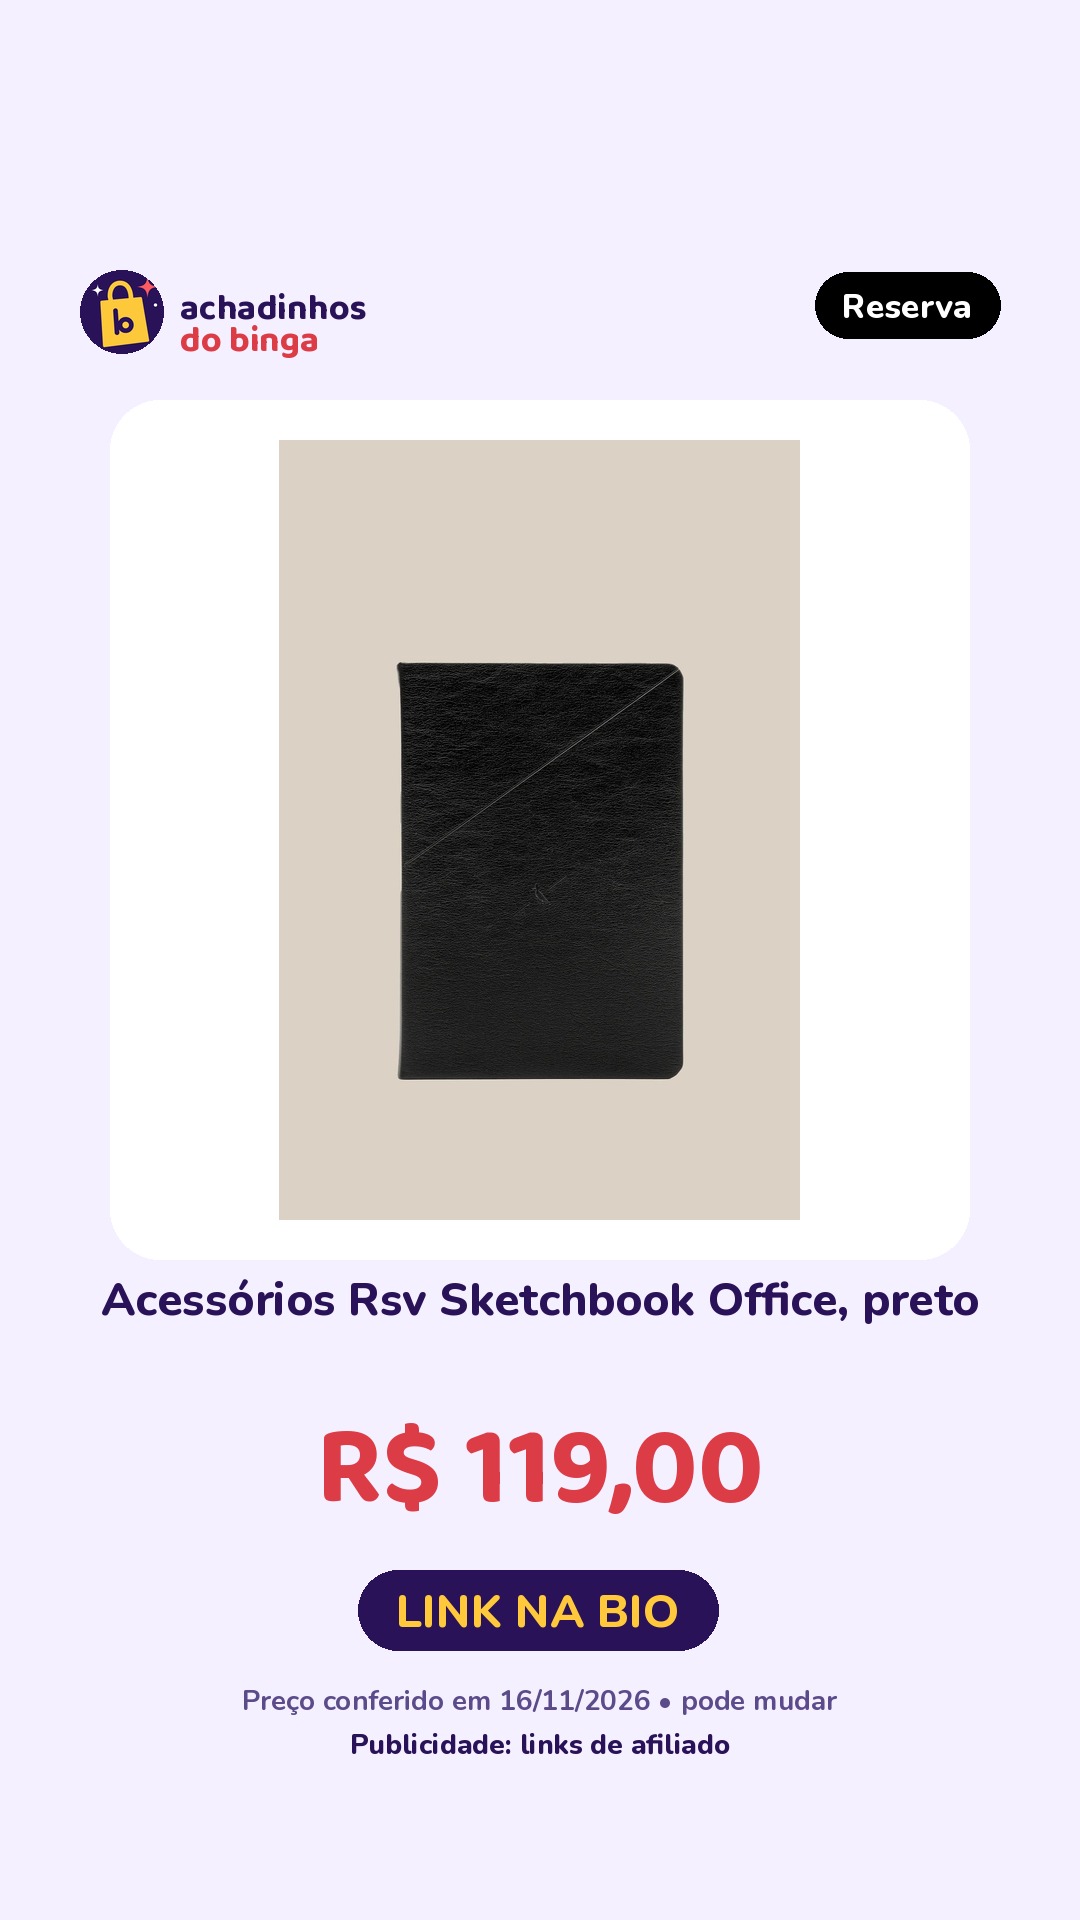 achadinhos
do binga
Reserva
Acessórios Rsv Sketchbook Office, preto
R$ 119,00
LINK NA BIO
Preço conferido em 16/11/2026 • pode mudar
Publicidade: links de afiliado